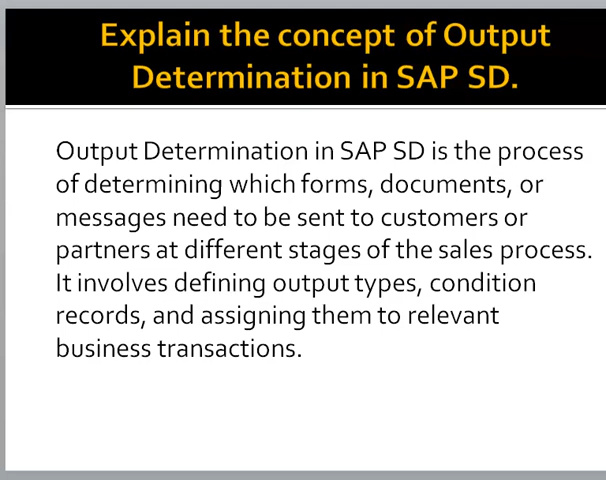 Explain the concept of Output
Determination in SAP SD.
Output Determination in SAP SD is the process
of determining which forms, documents, or
messages need to be sent to customers or
partners at different stages of the sales process.
It involves defining output types, condition
records, and assigning them to relevant
business transactions.